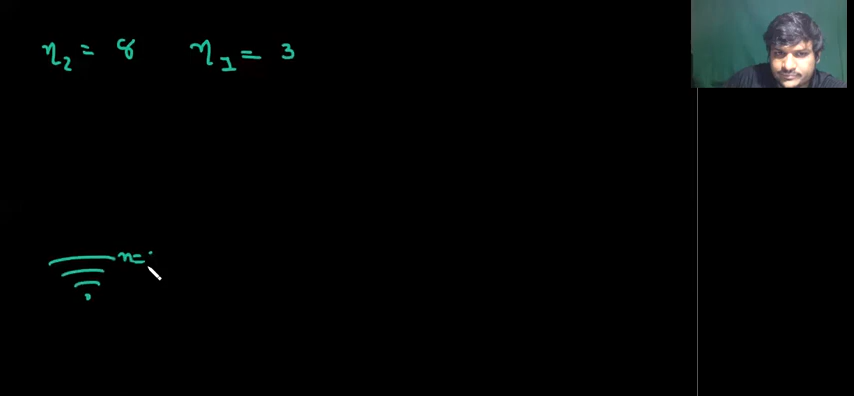 n₂ = 8 n₁ = 3
n=